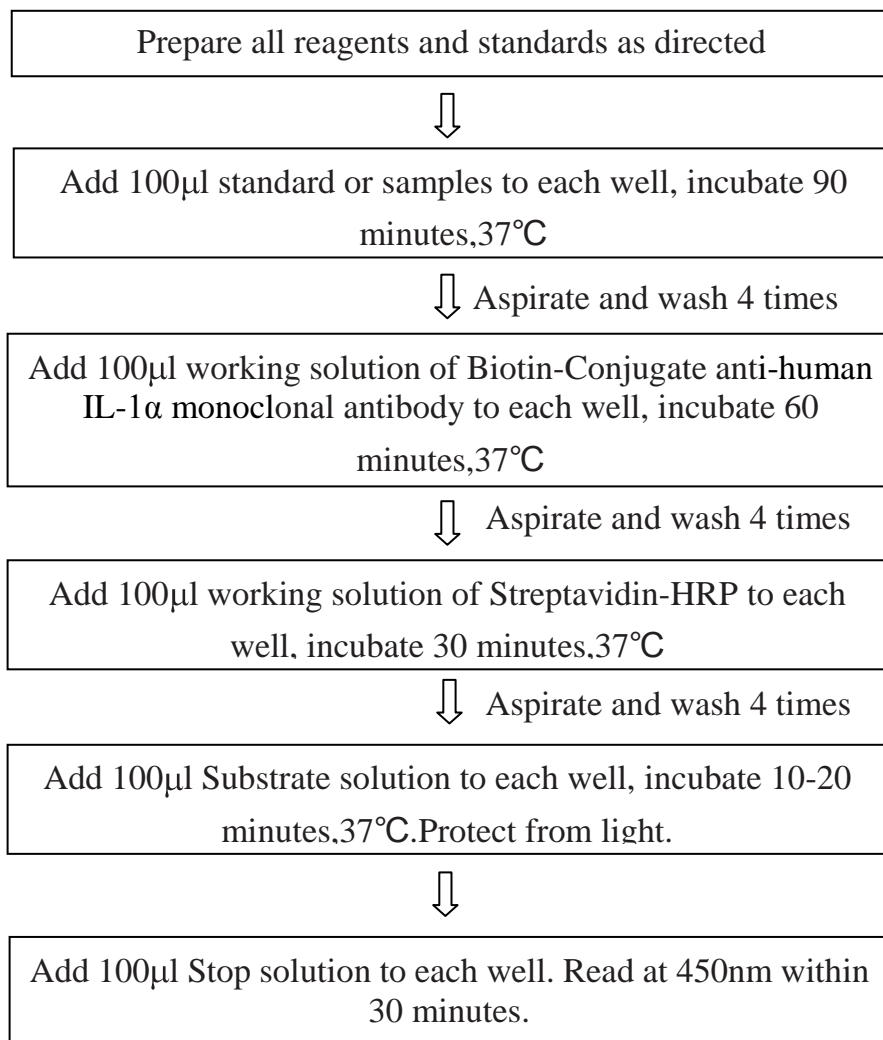 Prepare all reagents and standards as directed
Add 100μl standard or samples to each well, incubate 90
minutes,37℃
Aspirate and wash 4 times
Add 100μl working solution of Biotin-Conjugate anti-human
IL-1α monoclonal antibody to each well, incubate 60
minutes,37℃
Aspirate and wash 4 times
Add 100μl working solution of Streptavidin-HRP to each
well, incubate 30 minutes,37℃
Aspirate and wash 4 times
Add 100μl Substrate solution to each well, incubate 10-20
minutes,37℃.Protect from light.
Add 100μl Stop solution to each well. Read at 450nm within
30 minutes.